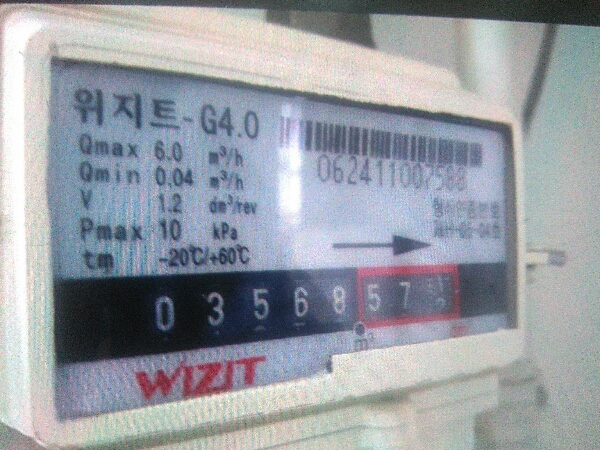 위지트-G4.0
Qmax 6.0 m³/h
Qmin 0.04 m³/h
V 1.2 dm³/rev
Pmax 10 kPa
tm -20℃/+60℃
0 3 5 6 8 5 7
m³
WIZIT